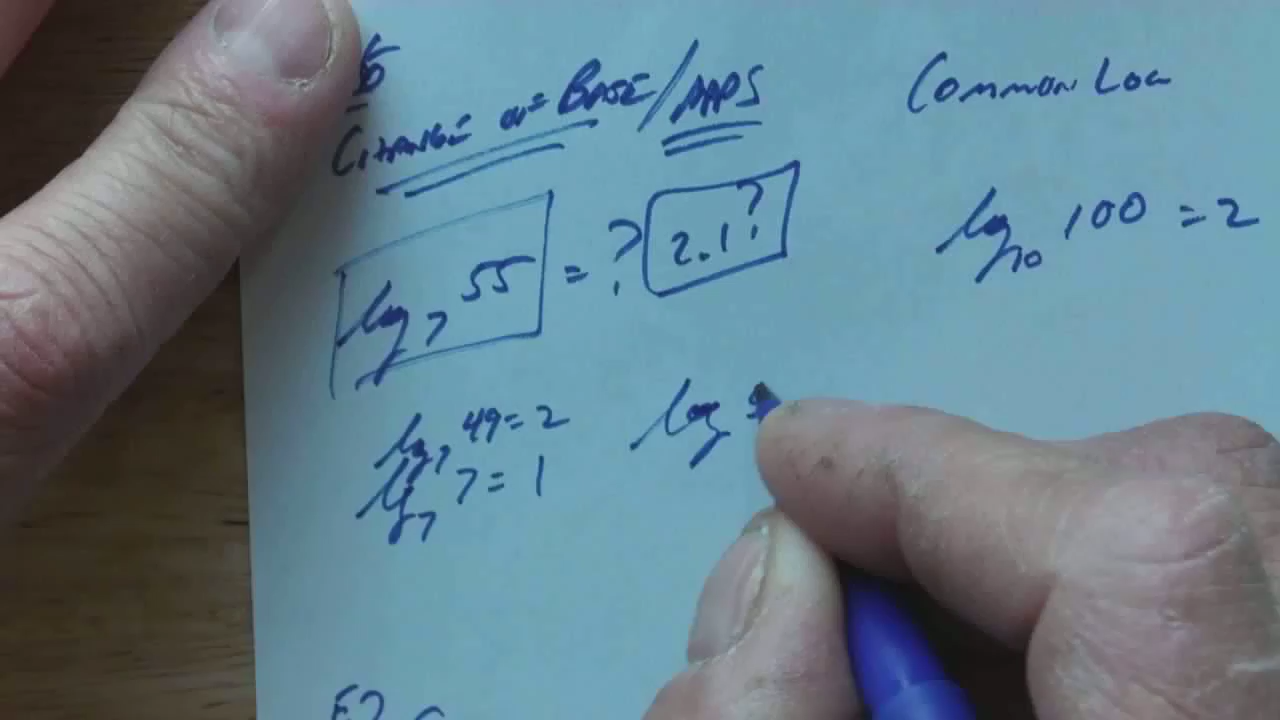 CHANGE OF BASE/APPS
Common Log
log₇ 55 = ? 2.1?
log₁₀ 100 = 2
log₇ 49 = 2
log₇ 7 = 1
log